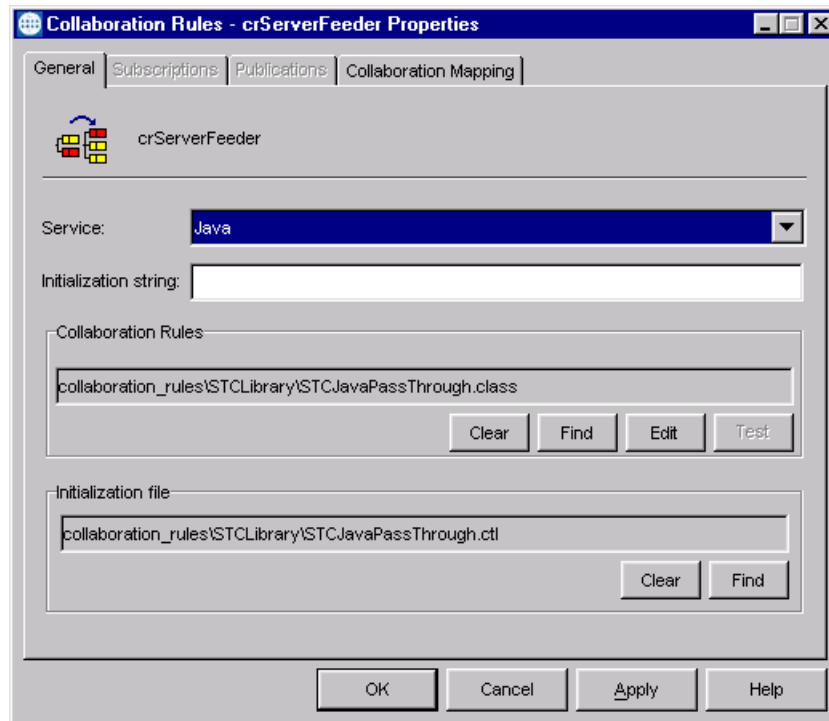 Collaboration Rules - crServerFeeder Properties
General Subscriptions Publications Collaboration Mapping
crServerFeeder
Service: Java
Initialization string:
Collaboration Rules
collaboration_rules\STCLibrary\STCJavaPassThrough.class
Clear Find Edit Test
Initialization file
collaboration_rules\STCLibrary\STCJavaPassThrough.ctl
Clear Find
OK Cancel Apply Help